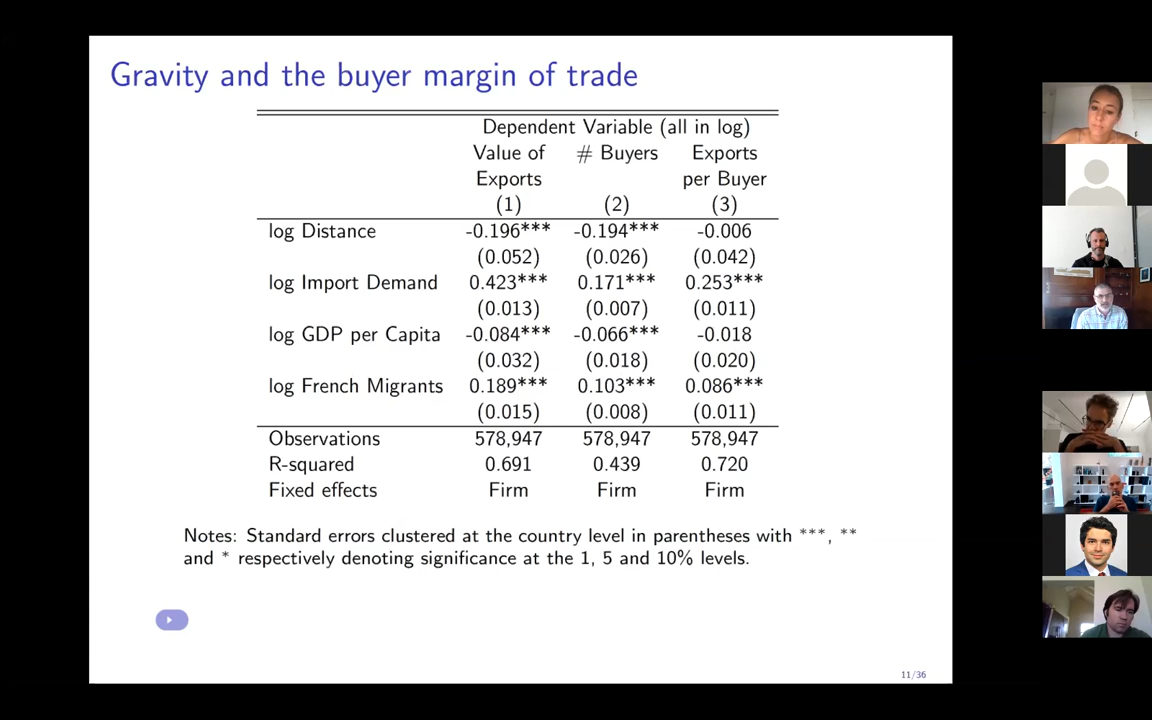 Gravity and the buyer margin of trade
Dependent Variable (all in log)
Value of # Buyers Exports
Exports per Buyer
(1) (2) (3)
log Distance -0.196*** -0.194*** -0.006
(0.052) (0.026) (0.042)
log Import Demand 0.423*** 0.171*** 0.253***
(0.013) (0.007) (0.011)
log GDP per Capita -0.084*** -0.066*** -0.018
(0.032) (0.018) (0.020)
log French Migrants 0.189*** 0.103*** 0.086***
(0.015) (0.008) (0.011)
Observations 578,947 578,947 578,947
R-squared 0.691 0.439 0.720
Fixed effects Firm Firm Firm
Notes: Standard errors clustered at the country level in parentheses with ***, **
and * respectively denoting significance at the 1, 5 and 10% levels.
11/36